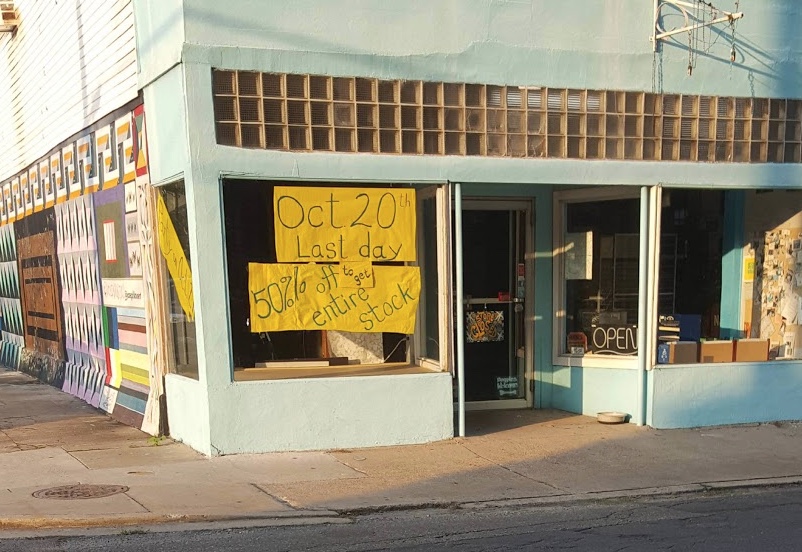 Oct 20th
Last day
50% off to get
entire
stock
OPEN